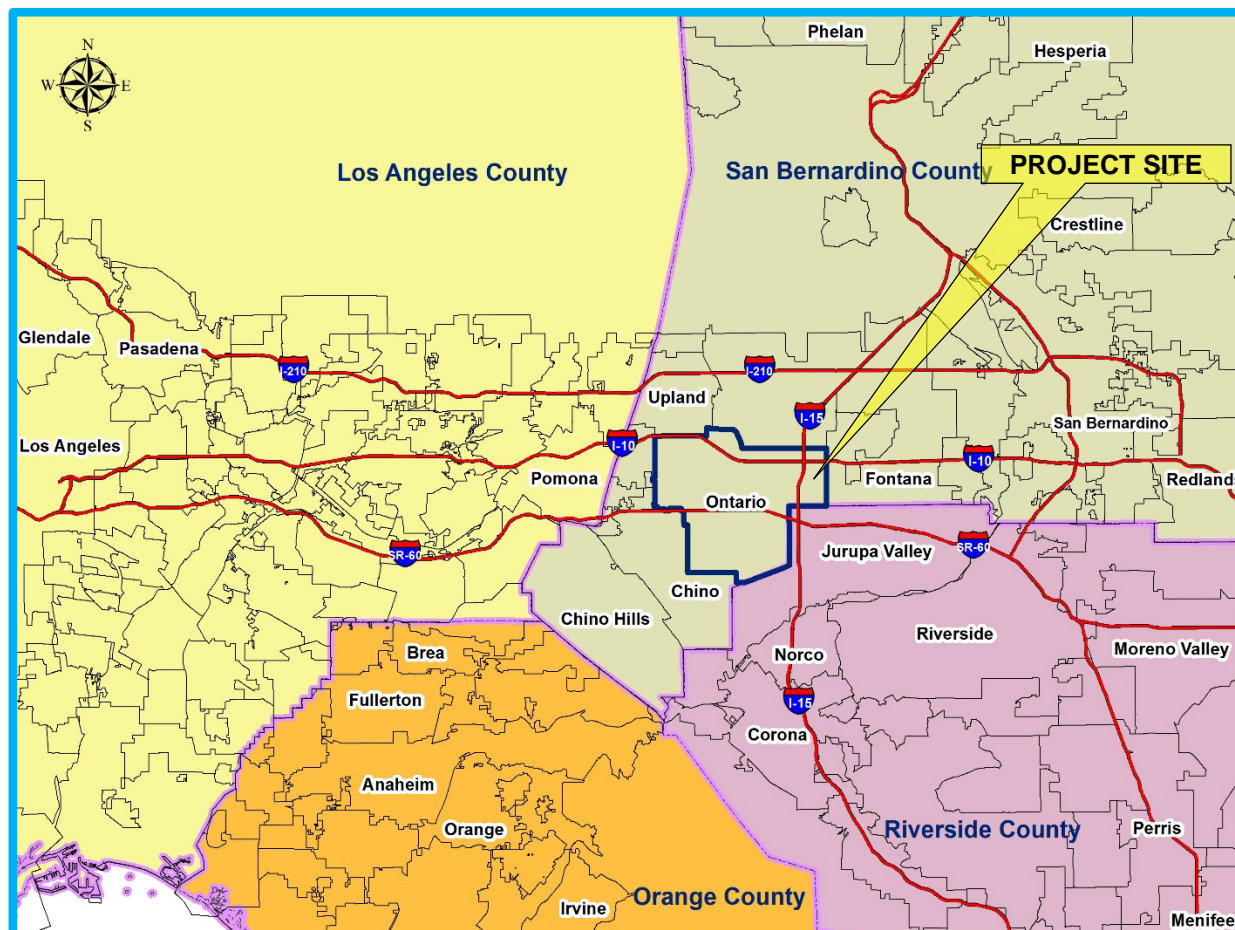 Phelan
Hesperia
N
W
E
S
PROJECT SITE
Los Angeles County
San Bernardino County
Crestline
Glendale
Pasadena
I-210
I-210
Upland
I-15
Los Angeles
San Bernardino
I-10
I-10
Pomona
Fontana
Redlands
Ontario
SR-60
SR-60
Jurupa Valley
Chino
Chino Hills
Riverside
Brea
Norco
Moreno Valley
Fullerton
I-15
Corona
Anaheim
Orange
Riverside County
Perris
Orange County
Irvine
Menifee